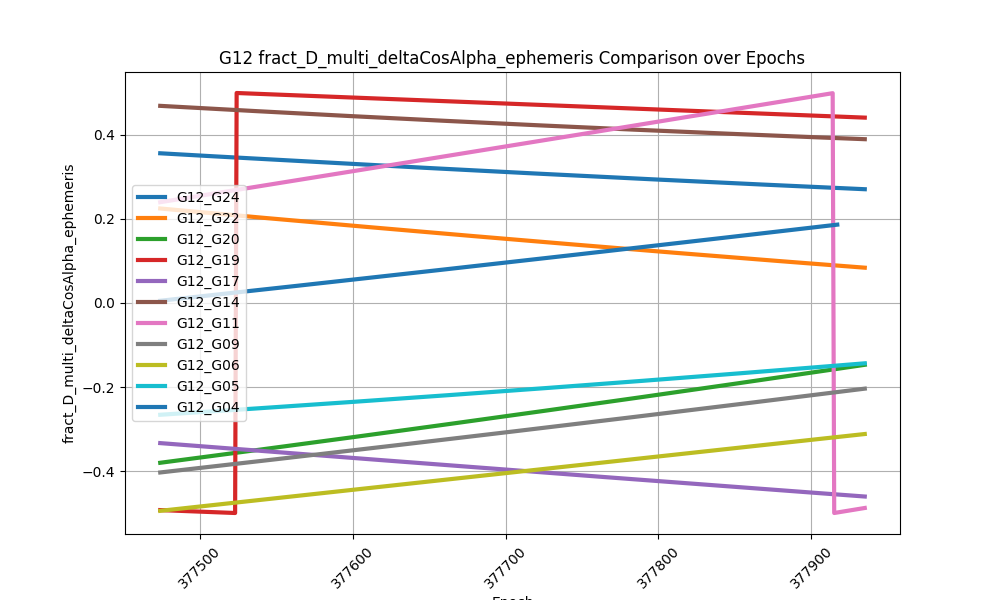 G12 fract_D_multi_deltaCosAlpha_ephemeris Comparison over Epochs
fract_D_multi_deltaCosAlpha_ephemeris
0.4
0.2
0.0
−0.2
−0.4
G12_G24
G12_G22
G12_G20
G12_G19
G12_G17
G12_G14
G12_G11
G12_G09
G12_G06
G12_G05
G12_G04
377500
377600
377700
377800
377900
Epoch